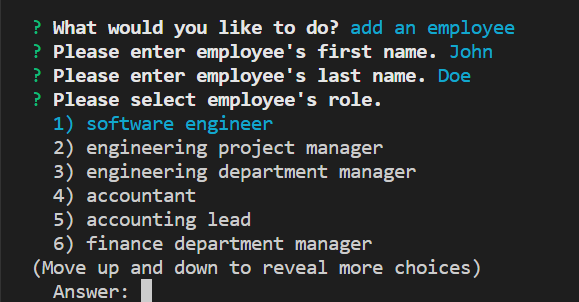 ? What would you like to do? add an employee
? Please enter employee's first name. John
? Please enter employee's last name. Doe
? Please select employee's role.
1) software engineer
2) engineering project manager
3) engineering department manager
4) accountant
5) accounting lead
6) finance department manager
(Move up and down to reveal more choices)
Answer: